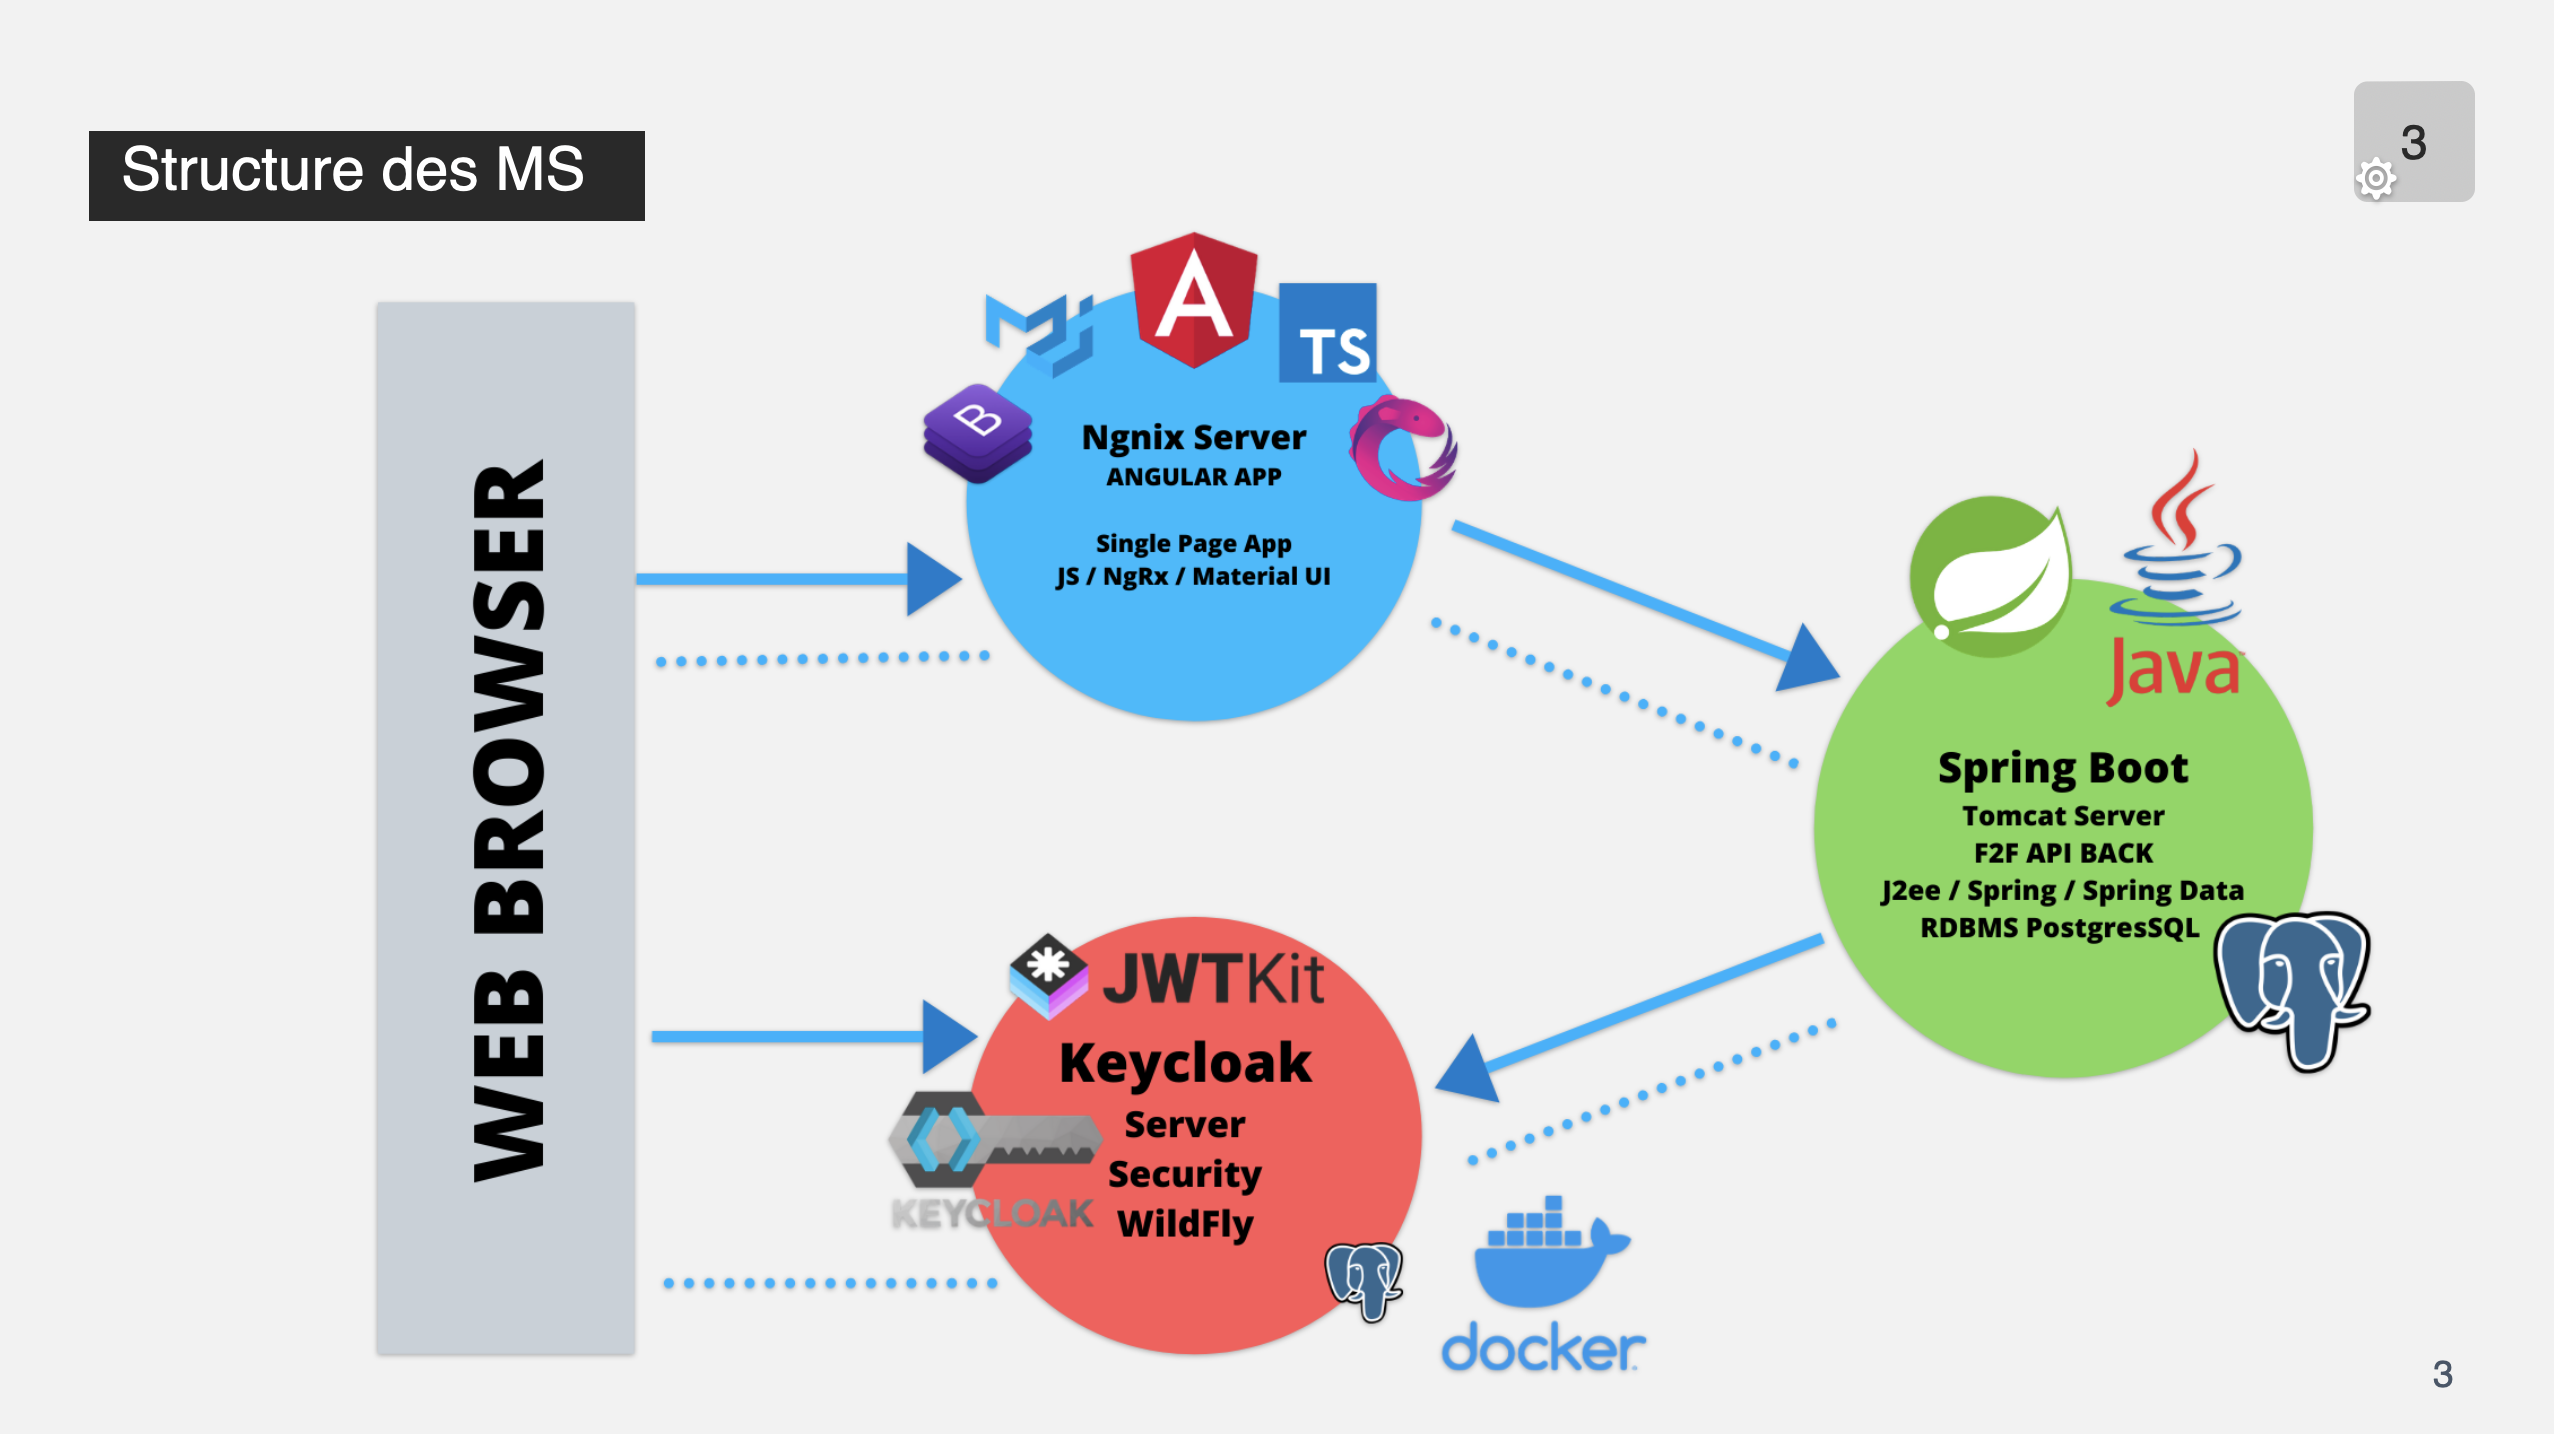 Structure des MS
3
WEB BROWSER
TS
B
Ngnix Server
ANGULAR APP
Single Page App
JS / NgRx / Material UI
Java
Spring Boot
Tomcat Server
F2F API BACK
J2ee / Spring / Spring Data
RDBMS PostgresSQL
JWTKit
Keycloak
Server
Security
WildFly
KEYCLOAK
docker
3